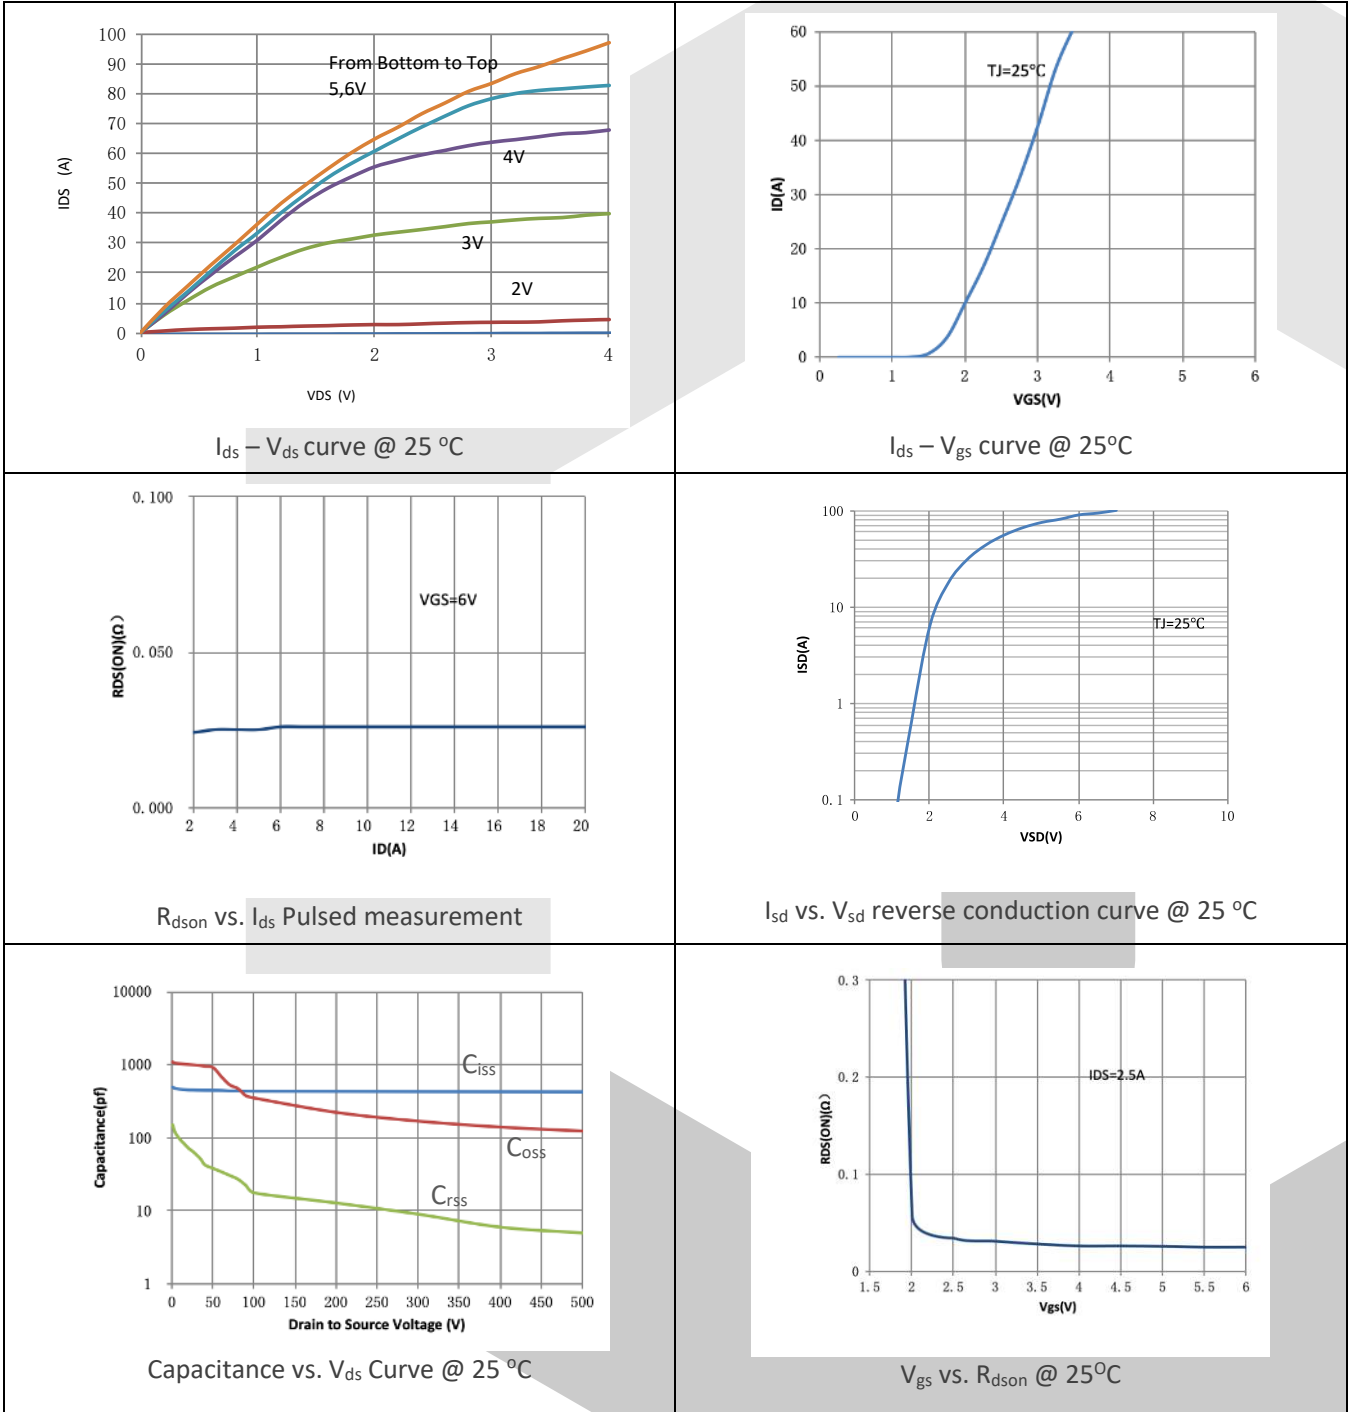 100
90
80
70
60
50
40
30
20
10
0
From Bottom to Top
5,6V
4V
3V
2V
IDS (A)
0 1 2 3 4
VDS (V)
Ids – Vds curve @ 25 oC
60
50
40
30
20
10
0
TJ=25℃
ID(A)
0 1 2 3 4 5 6
VGS(V)
Ids – Vgs curve @ 25oC
0.100
0.050
0.000
VGS=6V
RDS(ON)(Ω)
2 4 6 8 10 12 14 16 18 20
ID(A)
Rdson vs. Ids Pulsed measurement
100
10
1
0.1
TJ=25℃
ISD(A)
0 2 4 6 8 10
VSD(V)
Isd vs. Vsd reverse conduction curve @ 25 oC
10000
1000
100
10
1
Ciss
Coss
Crss
Capacitance(pf)
0 50 100 150 200 250 300 350 400 450 500
Drain to Source Voltage (V)
Capacitance vs. Vds Curve @ 25 oC
0.3
0.2
0.1
0
IDS=2.5A
RDS(ON)(Ω)
1.5 2 2.5 3 3.5 4 4.5 5 5.5 6
Vgs(V)
Vgs vs. Rdson @ 25OC